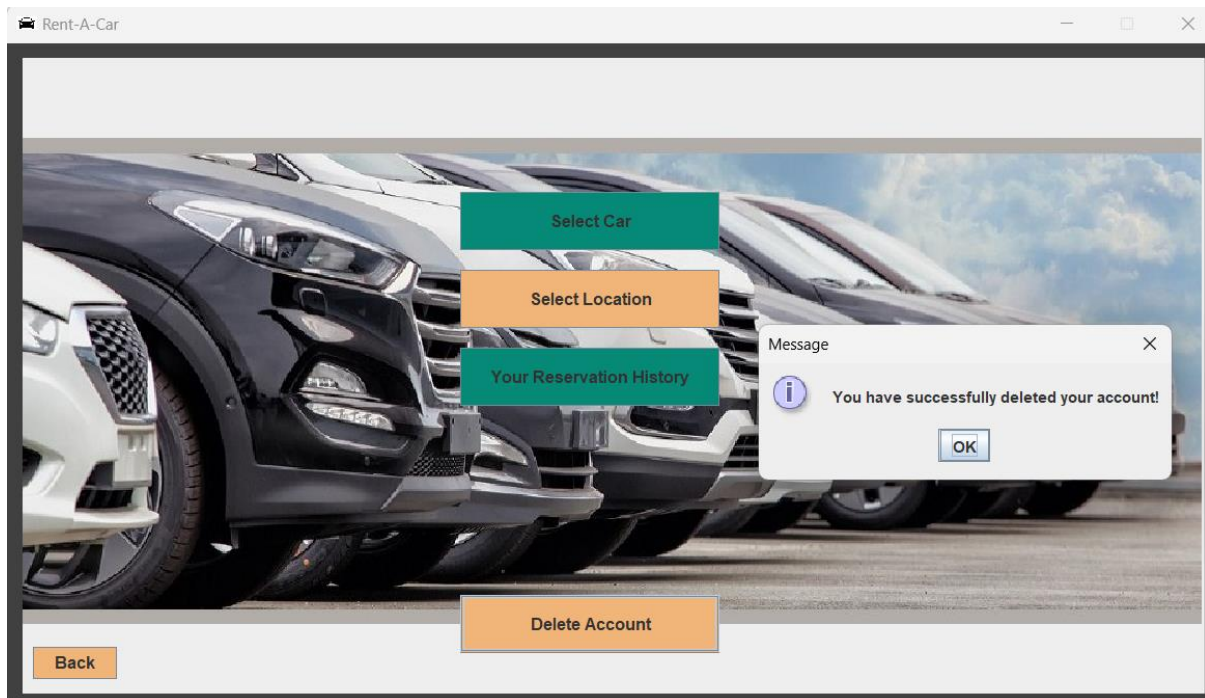 Rent-A-Car
Select Car
Select Location
Your Reservation History
Message
i
You have successfully deleted your account!
OK
Delete Account
Back